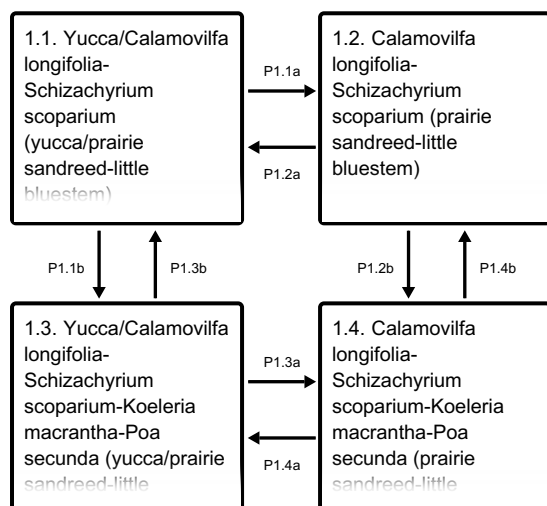 1.1. Yucca/Calamovilfa
longifolia-
Schizachyrium
scoparium
(yucca/prairie
sandreed-little
bluestem)
P1.1a
P1.2a
1.2. Calamovilfa
longifolia-
Schizachyrium
scoparium (prairie
sandreed-little
bluestem)
P1.1b
P1.3b
P1.2b
P1.4b
1.3. Yucca/Calamovilfa
longifolia-
Schizachyrium
scoparium-Koeleria
macrantha-Poa
secunda (yucca/prairie
sandreed-little
P1.3a
P1.4a
1.4. Calamovilfa
longifolia-
Schizachyrium
scoparium-Koeleria
macrantha-Poa
secunda (prairie
sandreed-little